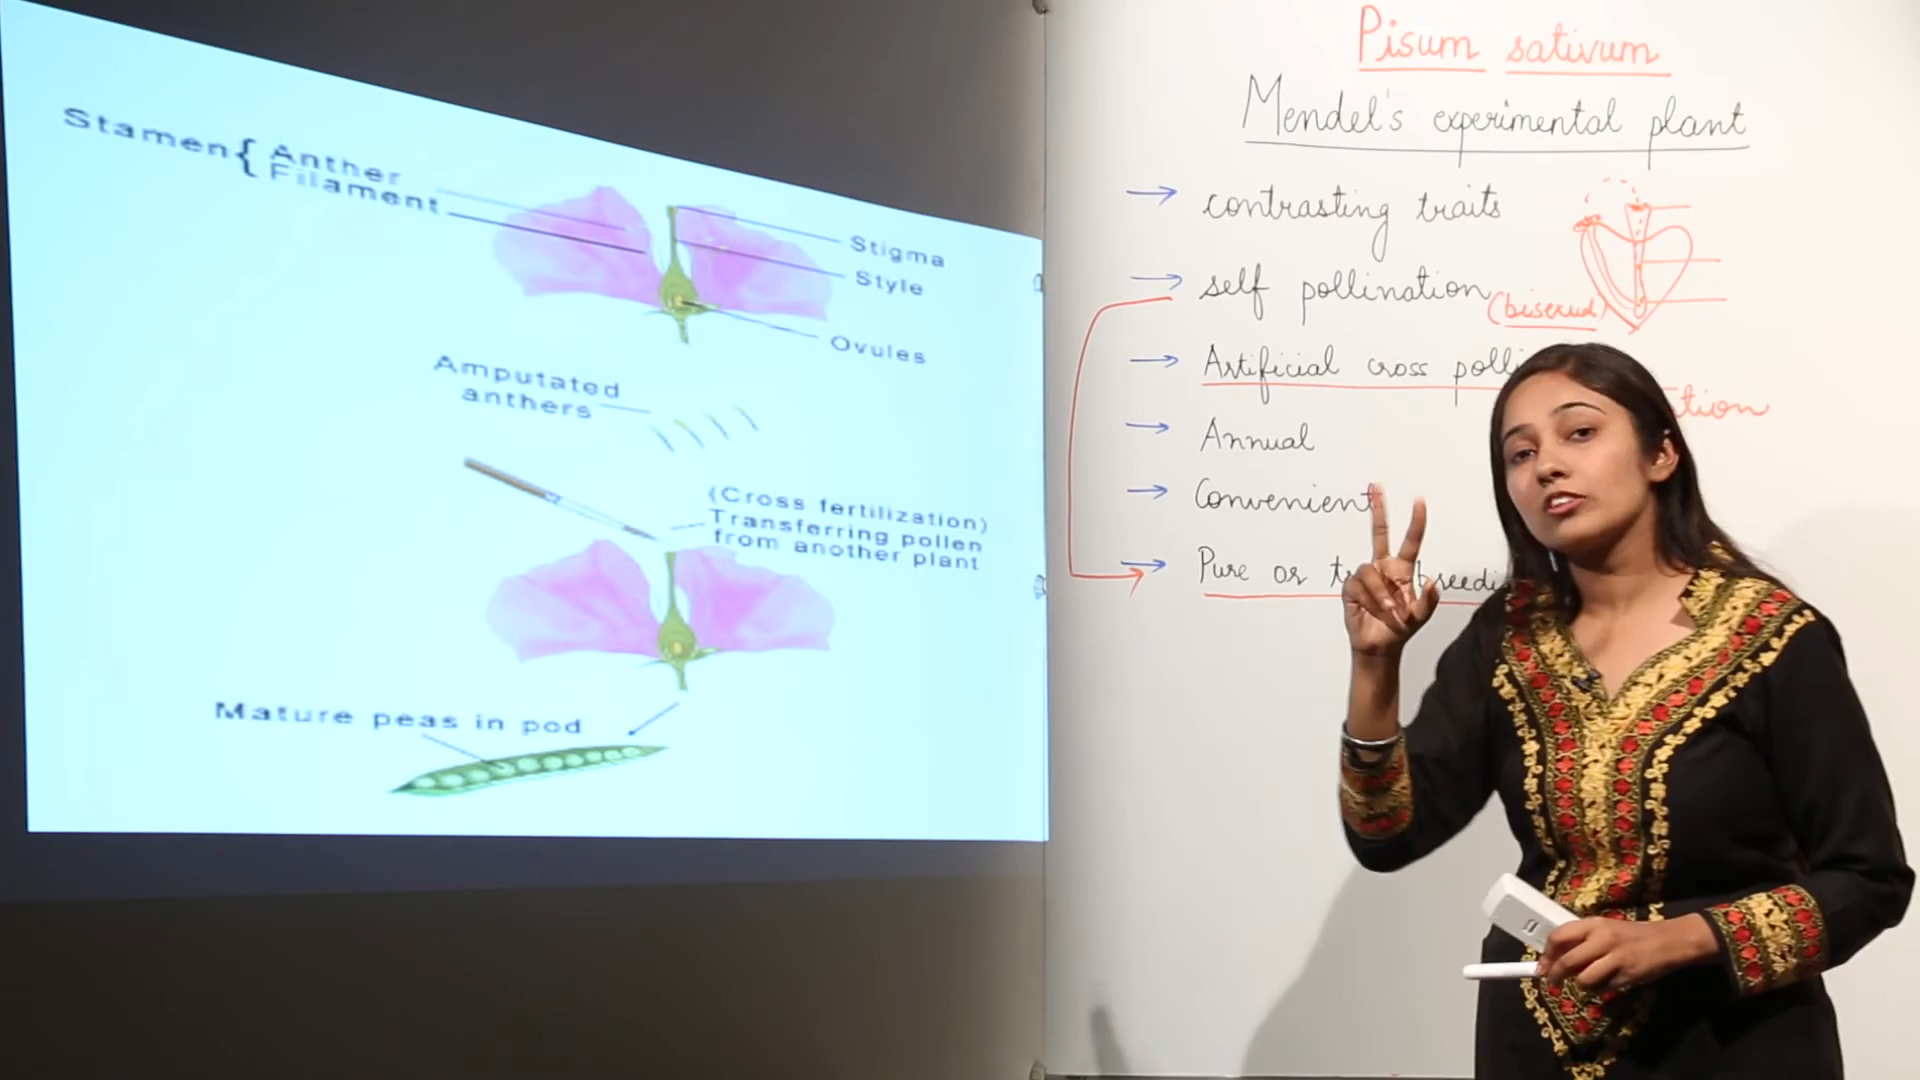 Stamen { Anther
Filament
Stigma
Style
Ovules
Amputated
anthers
(Cross fertilization)
Transferring pollen
from another plant
Mature peas in pod
Pisum sativum
Mendel's experimental plant
→ contrasting traits
→ self pollination (biserud)
→ Artificial cross
→ Annual
→ Convenient
→ Pure or